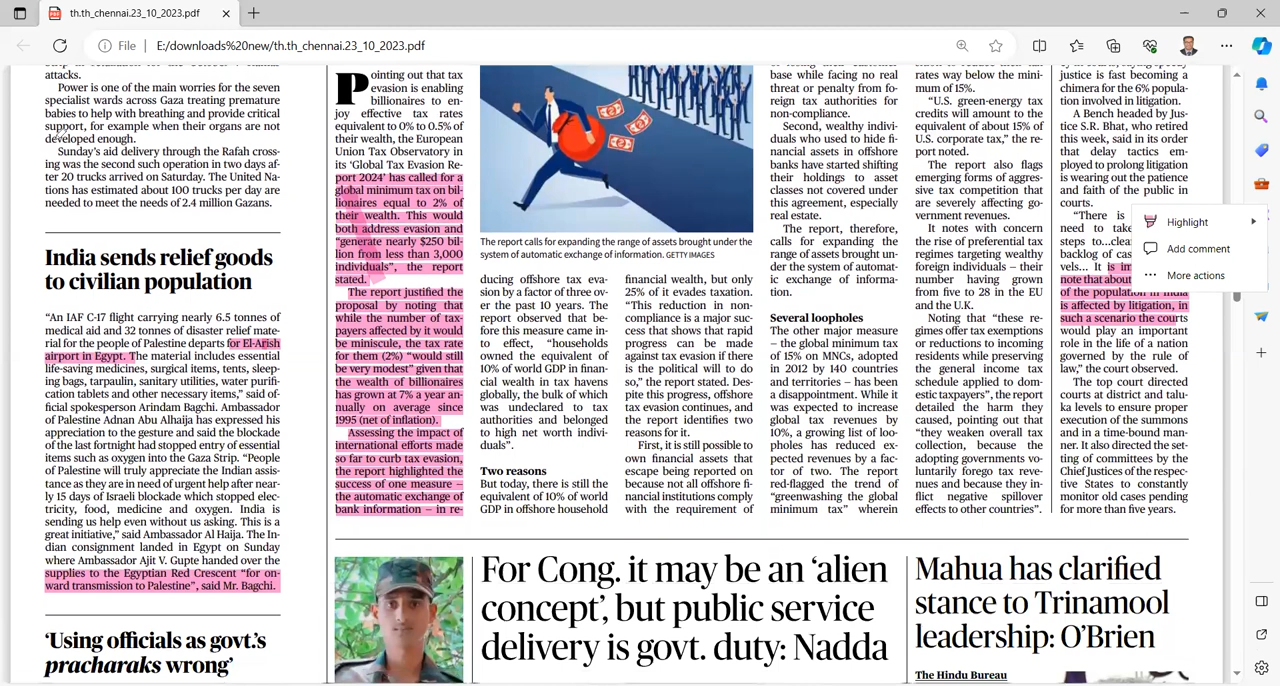 th.th_chennai.23_10_2023.pdf
File
E:/downloads%20new/th.th_chennai.23_10_2023.pdf
attacks.
Power is one of the main worries for the
seven specialist wards across Gaza treating premature
babies to help with breathing and provide critical
support, for example when their organs are not
developed enough.
Sunday's aid delivery through the Rafah cross-
ing was the second such operation in two days af-
ter 20 trucks arrived on Saturday. The United Na-
tions has estimated about 100 trucks per day are
needed to meet the needs of 2.4 million Gazans.
India sends relief goods
to civilian population
"An IAF C-17 flight carrying nearly 6.5 tonnes of
medical aid and 32 tonnes of disaster relief mate-
rial for the people of Palestine departs for El-Arish
airport in Egypt. The material includes essential
life-saving medicines, surgical items, tents, sleep-
ing bags, tarpaulin, sanitary utilities, water purifi-
cation tablets and other necessary items," said of-
ficial spokesperson Arindam Bagchi. Ambassador
of Palestine Adnan Abu Alhaija has expressed his
appreciation to the gesture and said the blockade
of the last fortnight had stopped entry of essential
items such as oxygen into the Gaza Strip. "People
of Palestine will truly appreciate the Indian assis-
tance as they are in need of urgent help after near-
ly 15 days of Israeli blockade which stopped elec-
tricity, food, medicine and oxygen. India is
sending us help even without us asking. This is a
great initiative," said Ambassador Al Haija. The In-
dian consignment landed in Egypt on Sunday
where Ambassador Ajit V. Gupte handed over the
supplies to the Egyptian Red Crescent "for on-
ward transmission to Palestine", said Mr. Bagchi.
'Using officials as govt.'s
pracharaks wrong'
Pointing out that tax
evasion is enabling
billionaires to en-
joy effective tax rates
equivalent to 0% to 0.5% of
their wealth, the European
Union Tax Observatory in
its 'Global Tax Evasion Re-
port 2024' has called for a
global minimum tax on bil-
lionaires equal to 2% of
their wealth. This would
both address evasion and
"generate nearly $250 bil-
lion from less than 3,000
individuals", the report
stated.
The report justified the
proposal by noting that
while the number of tax-
payers affected by it would
be miniscule, the tax rate
for them (2%) "would still
be very modest" given that
the wealth of billionaires
has grown at 7% a year an-
nually on average since
1995 (net of inflation).
Assessing the impact of
international efforts made
so far to curb tax evasion,
the report highlighted the
success of one measure –
the automatic exchange of
bank information – in re-
The report calls for expanding the range of assets brought under the
system of automatic exchange of information. GETTY IMAGES
ducing offshore tax eva-
sion by a factor of three ov-
er the past 10 years. The
report observed that be-
fore this measure came in-
to effect, "households
owned the equivalent of
10% of world GDP in finan-
cial wealth in tax havens
globally, the bulk of which
was undeclared to tax
authorities and belonged
to high net worth indivi-
duals".
Two reasons
But today, there is still the
equivalent of 10% of world
GDP in offshore household
financial wealth, but only
25% of it evades taxation.
"This reduction in non-
compliance is a major suc-
cess that shows that rapid
progress can be made
against tax evasion if there
is the political will to do
so," the report stated. Des-
pite this progress, offshore
tax evasion continues, and
the report identifies two
reasons for it.
First, it is still possible to
own financial assets that
escape being reported on
because not all offshore fi-
nancial institutions comply
with the requirement of
base while facing no real
threat or penalty from fo-
reign tax authorities for
non-compliance.
Second, wealthy indivi-
duals who used to hide fi-
nancial assets in offshore
banks have started shifting
their holdings to asset
classes not covered under
this agreement, especially
real estate.
The report, therefore,
calls for expanding the
range of assets brought un-
der the system of automat-
ic exchange of informa-
tion.
Several loopholes
The other major measure
– the global minimum tax
of 15% on MNCs, adopted
in 2012 by 140 countries
and territories – has been
a disappointment. While it
was expected to increase
global tax revenues by
10%, a growing list of loo-
pholes has reduced ex-
pected revenues by a fac-
tor of two. The report
red-flagged the trend of
"greenwashing the global
minimum tax" wherein
rates way below the mini-
mum of 15%.
"U.S. green-energy tax
credits will amount to the
equivalent of about 15% of
U.S. corporate tax," the re-
port noted.
The report also flags
emerging forms of aggres-
sive tax competition that
are severely affecting go-
vernment revenues.
It notes with concern
the rise of preferential tax
regimes targeting wealthy
foreign individuals – their
number having grown
from five to 28 in the EU
and the U.K.
Noting that "these re-
gimes offer tax exemptions
or reductions to incoming
residents while preserving
the general income tax
schedule applied to dom-
estic taxpayers", the report
detailed the harm they
caused, pointing out that
"they weaken overall tax
collection, because the
adopting governments vo-
luntarily forego tax reve-
nues and because they in-
flict negative spillover
effects to other countries".
justice is fast becoming a
chimera for the 6% popula-
tion involved in litigation.
A Bench headed by Jus-
tice S.R. Bhat, who retired
this week, said in its order
that delay tactics em-
ployed to prolong litigation
is wearing out the patience
and faith of the public in
courts.
"There is
need to take
steps to...clea
backlog of cas
vels... It is im
note that about
of the population in India
is affected by litigation, in
such a scenario the courts
would play an important
role in the life of a nation
governed by the rule of
law," the court observed.
The top court directed
courts at district and talu-
ka levels to ensure proper
execution of the summons
and in a time-bound man-
ner. It also directed the set-
ting of committees by the
Chief Justices of the respec-
tive States to constantly
monitor old cases pending
for more than five years.
Highlight
Add comment
More actions
For Cong. it may be an 'alien
concept', but public service
delivery is govt. duty: Nadda
Mahua has clarified
stance to Trinamool
leadership: O'Brien
The Hindu Bureau